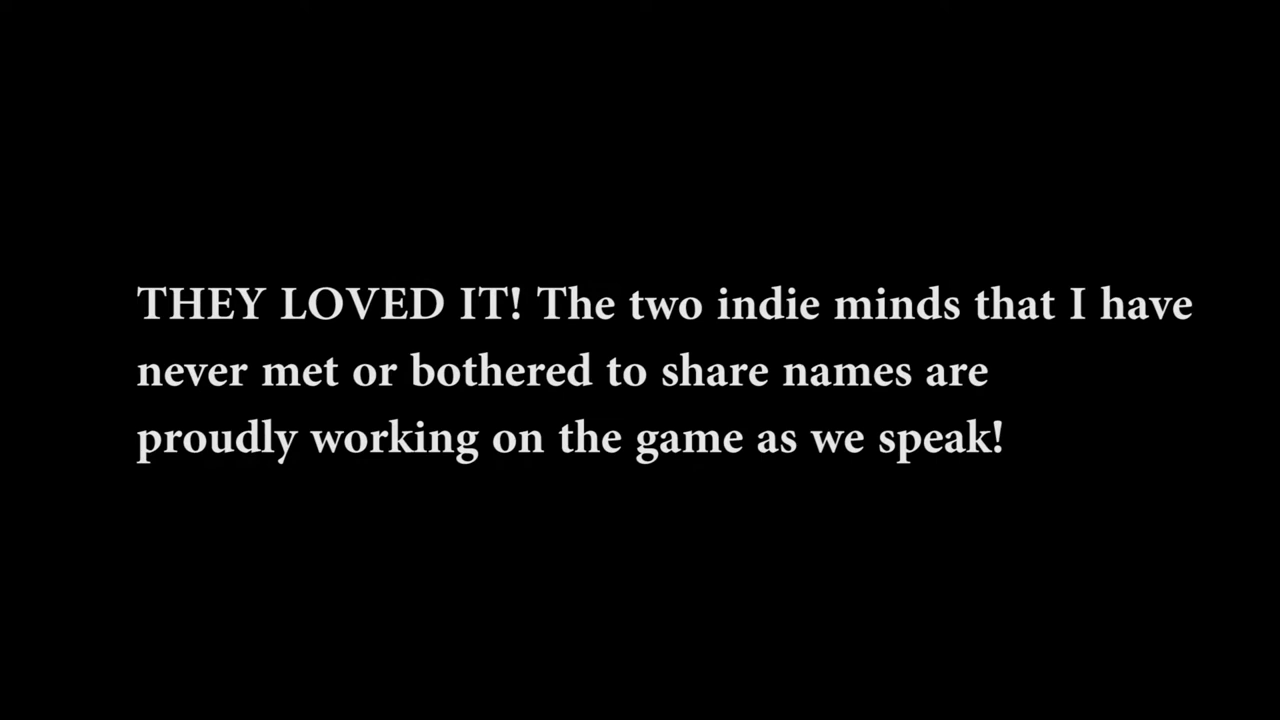 THEY LOVED IT! The two indie minds that I have
never met or bothered to share names are
proudly working on the game as we speak!